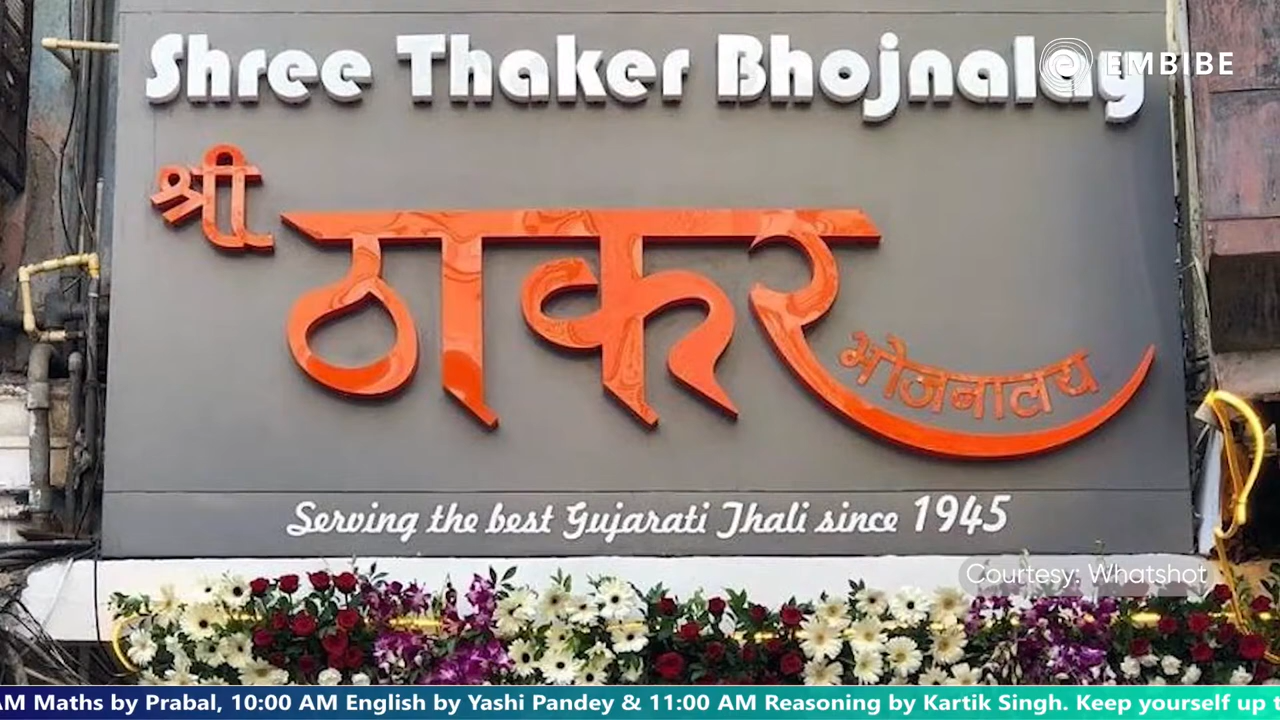 Shree Thaker Bhojnalay
EMBIBE
श्री
ठाकर
भोजनालय
Serving the best Gujarati Thali since 1945
Courtesy: Whatshot
AM Maths by Prabal, 10:00 AM English by Yashi Pandey & 11:00 AM Reasoning by Kartik Singh. Keep yourself up